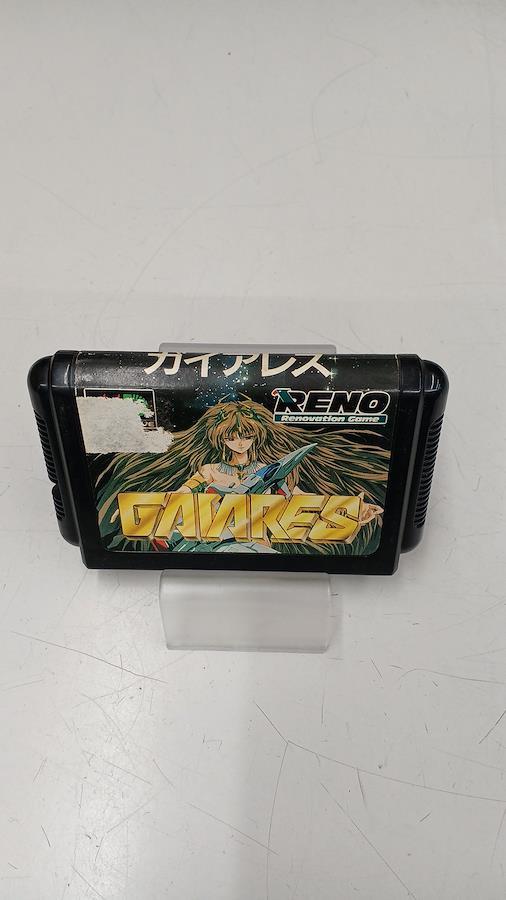 ガイアレス
RENO
Renovation Game
GAIARES